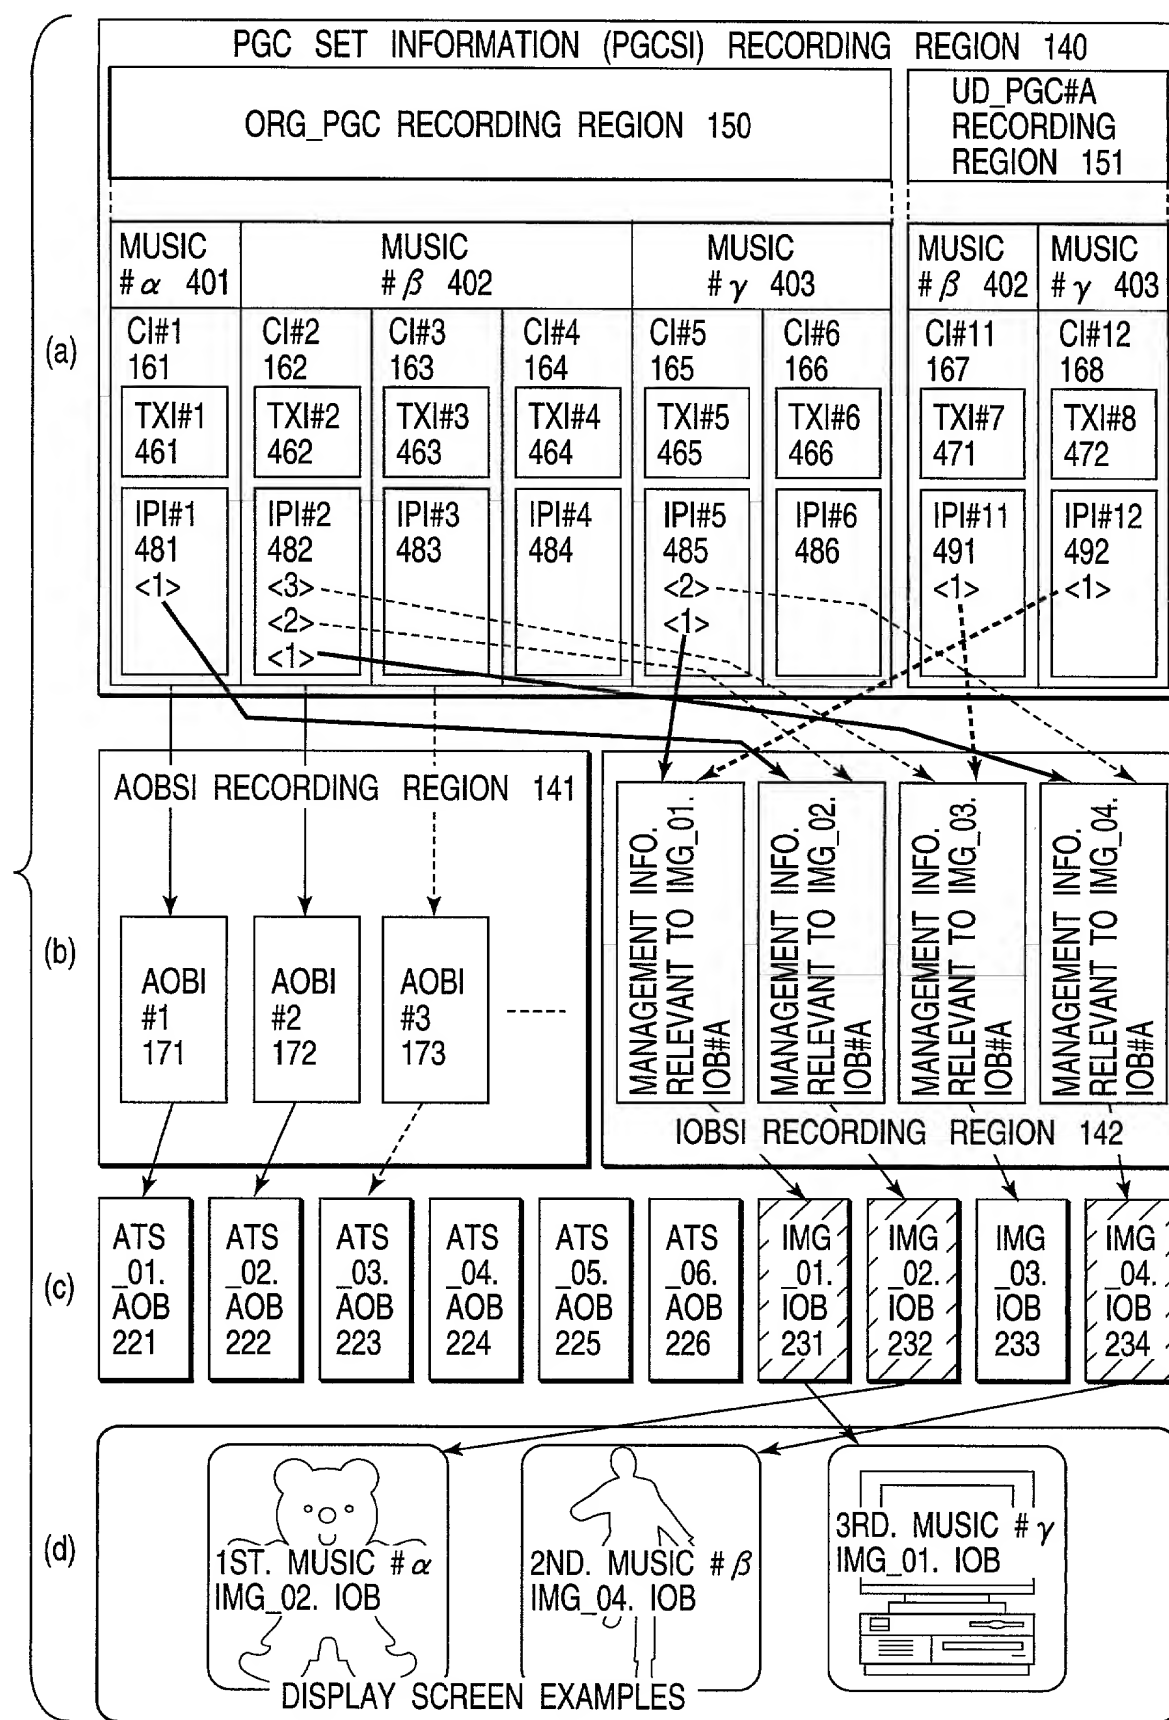 PGC SET INFORMATION (PGCSI) RECORDING REGION 140
ORG_PGC RECORDING REGION 150
UD_PGC#A
RECORDING
REGION 151
(a)
MUSIC
#α 401
MUSIC
#β 402
MUSIC
#γ 403
MUSIC
#β 402
MUSIC
#γ 403
CI#1
161
CI#2
162
CI#3
163
CI#4
164
CI#5
165
CI#6
166
CI#11
167
CI#12
168
TXI#1
461
TXI#2
462
TXI#3
463
TXI#4
464
TXI#5
465
TXI#6
466
TXI#7
471
TXI#8
472
IPI#1
481
<1>
IPI#2
482
<3>
<2>
<1>
IPI#3
483
IPI#4
484
IPI#5
485
<2>
<1>
IPI#6
486
IPI#11
491
<1>
IPI#12
492
<1>
(b)
AOBSI RECORDING REGION 141
AOBI
#1
171
AOBI
#2
172
AOBI
#3
173
MANAGEMENT INFO.
RELEVANT TO IMG_01.
IOB#A
MANAGEMENT INFO.
RELEVANT TO IMG_02.
IOB#A
MANAGEMENT INFO.
RELEVANT TO IMG_03.
IOB#A
MANAGEMENT INFO.
RELEVANT TO IMG_04.
IOB#A
IOBSI RECORDING REGION 142
(c)
ATS
_01.
AOB
221
ATS
_02.
AOB
222
ATS
_03.
AOB
223
ATS
_04.
AOB
224
ATS
_05.
AOB
225
ATS
_06.
AOB
226
IMG
_01.
IOB
231
IMG
_02.
IOB
232
IMG
_03.
IOB
233
IMG
_04.
IOB
234
(d)
1ST. MUSIC #α
IMG_02. IOB
2ND. MUSIC #β
IMG_04. IOB
3RD. MUSIC #γ
IMG_01. IOB
DISPLAY SCREEN EXAMPLES